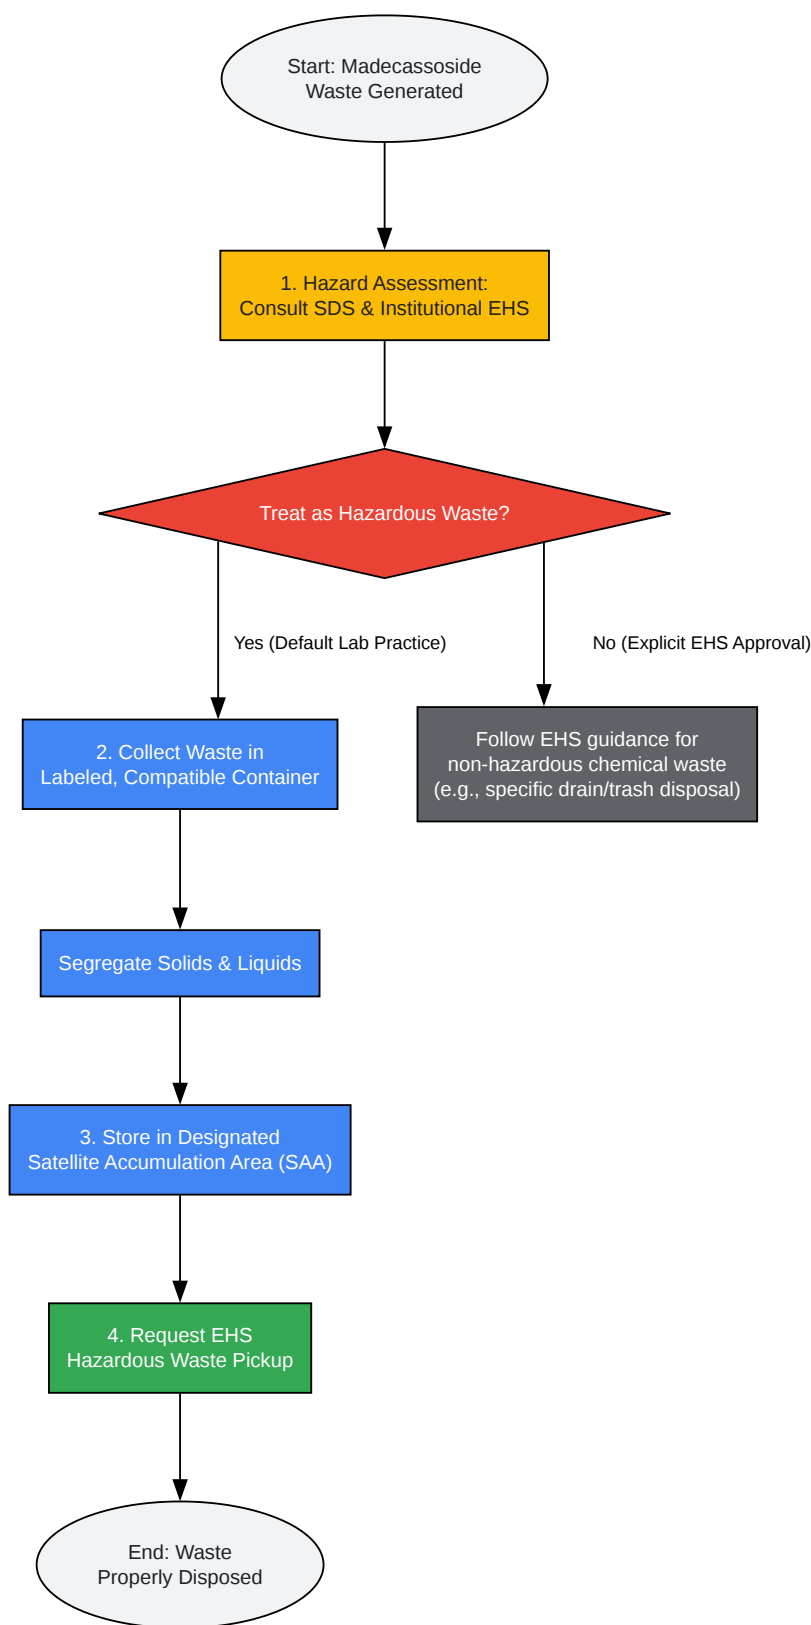 Start: Madecassoside
Waste Generated
1. Hazard Assessment:
Consult SDS & Institutional EHS
Treat as Hazardous Waste?
Yes (Default Lab Practice)
No (Explicit EHS Approval)
2. Collect Waste in
Labeled, Compatible Container
Follow EHS guidance for
non-hazardous chemical waste
(e.g., specific drain/trash disposal)
Segregate Solids & Liquids
3. Store in Designated
Satellite Accumulation Area (SAA)
4. Request EHS
Hazardous Waste Pickup
End: Waste
Properly Disposed